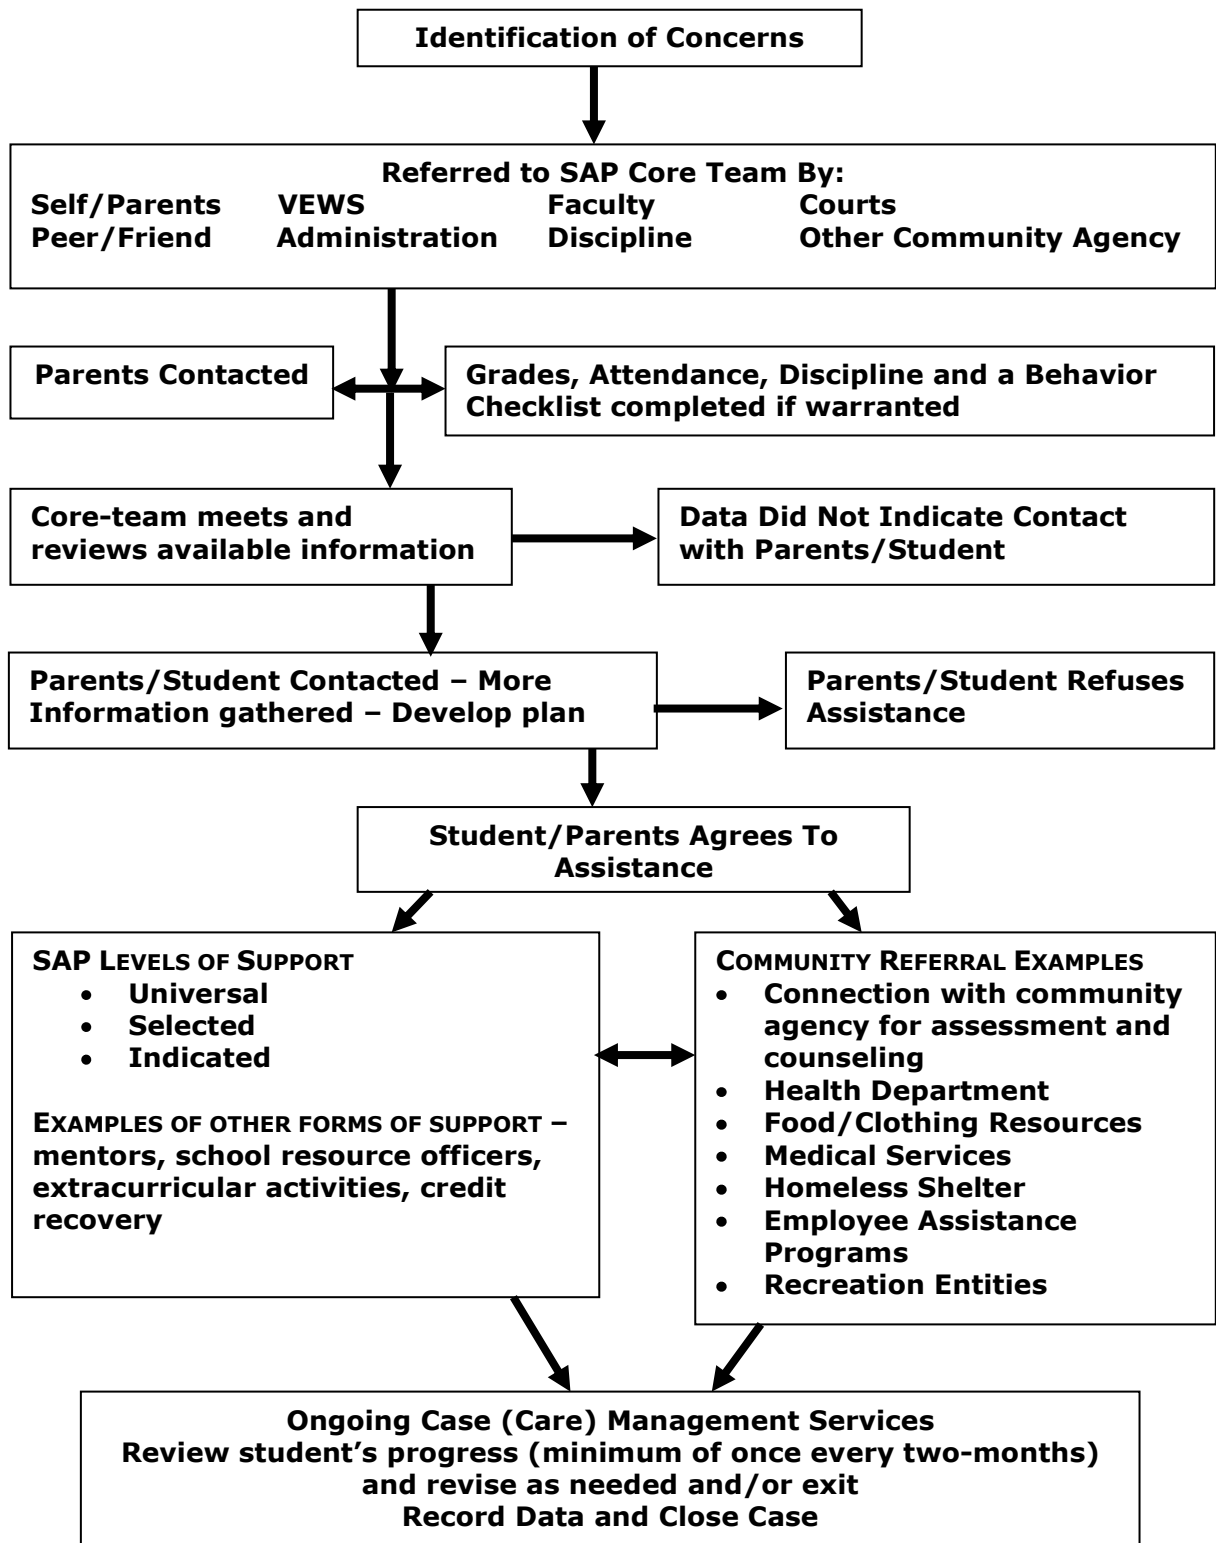 Identification of Concerns
Referred to SAP Core Team By:
Self/Parents VEWS Faculty Courts
Peer/Friend Administration Discipline Other Community Agency
Parents Contacted
Grades, Attendance, Discipline and a Behavior
Checklist completed if warranted
Core-team meets and
reviews available information
Data Did Not Indicate Contact
with Parents/Student
Parents/Student Contacted – More
Information gathered – Develop plan
Parents/Student Refuses
Assistance
Student/Parents Agrees To
Assistance
SAP LEVELS OF SUPPORT
• Universal
• Selected
• Indicated
EXAMPLES OF OTHER FORMS OF SUPPORT –
mentors, school resource officers,
extracurricular activities, credit
recovery
COMMUNITY REFERRAL EXAMPLES
• Connection with community
agency for assessment and
counseling
• Health Department
• Food/Clothing Resources
• Medical Services
• Homeless Shelter
• Employee Assistance
Programs
• Recreation Entities
Ongoing Case (Care) Management Services
Review student’s progress (minimum of once every two-months)
and revise as needed and/or exit
Record Data and Close Case